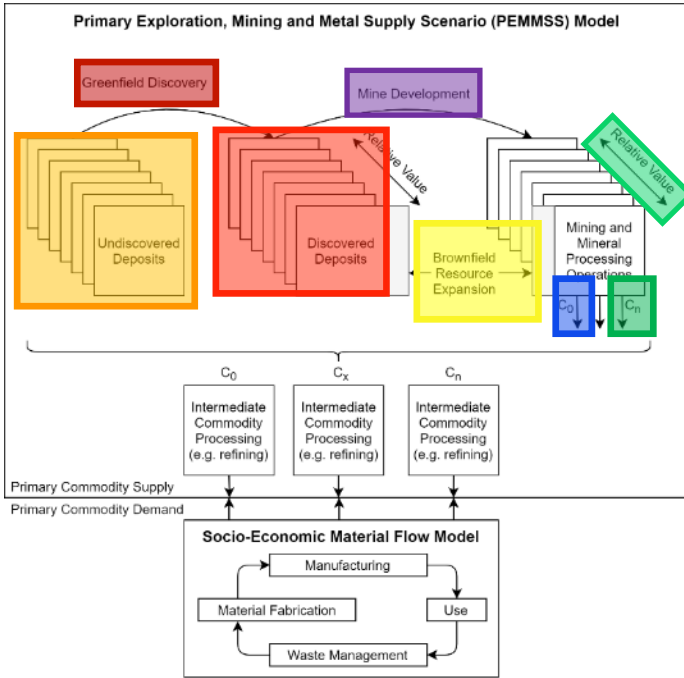 Primary Exploration, Mining and Metal Supply Scenario (PEMMSS) Model
Greenfield Discovery
Mine Development
Relative Value
Relative Value
Undiscovered
Deposits
Discovered
Deposits
Brownfield
Resource
Expansion
Mining and
Mineral
Processing
Operations
C₀
Cₙ
C₀
Cₓ
Cₙ
Intermediate
Commodity
Processing
(e.g. refining)
Intermediate
Commodity
Processing
(e.g. refining)
Intermediate
Commodity
Processing
(e.g. refining)
Primary Commodity Supply
Primary Commodity Demand
Socio-Economic Material Flow Model
Manufacturing
Material Fabrication
Use
Waste Management